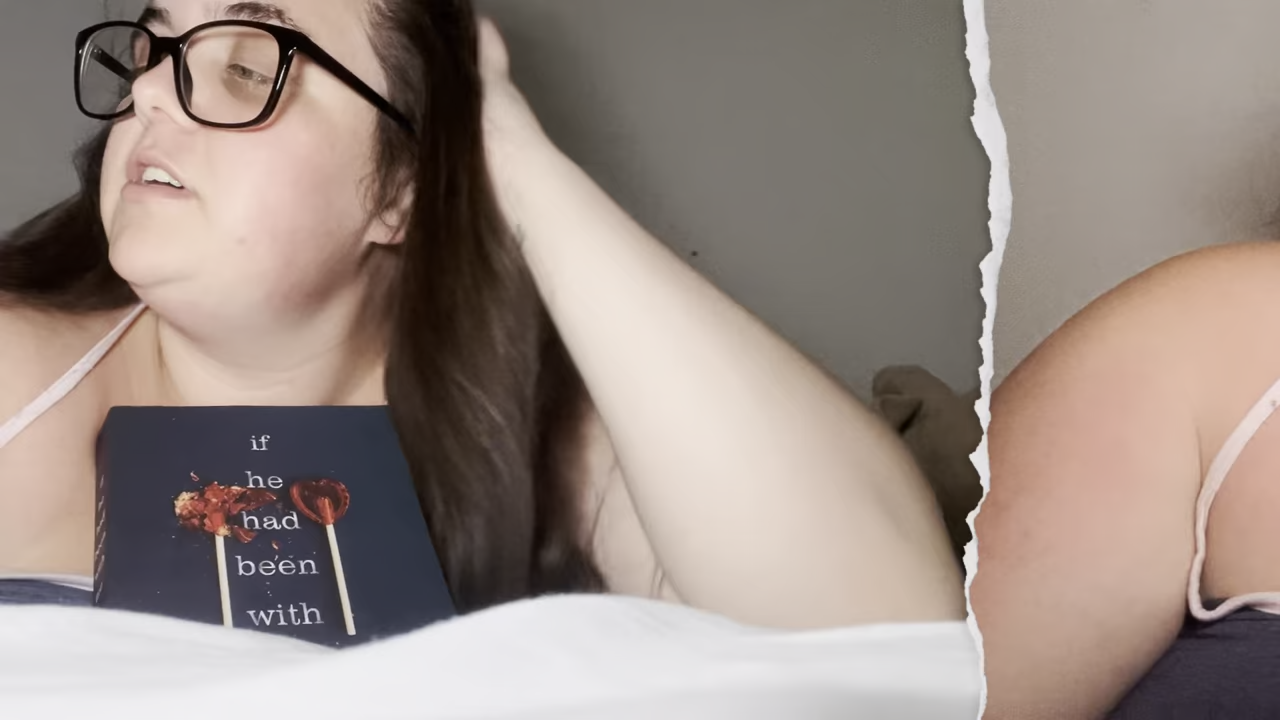 if
he
had
been
with